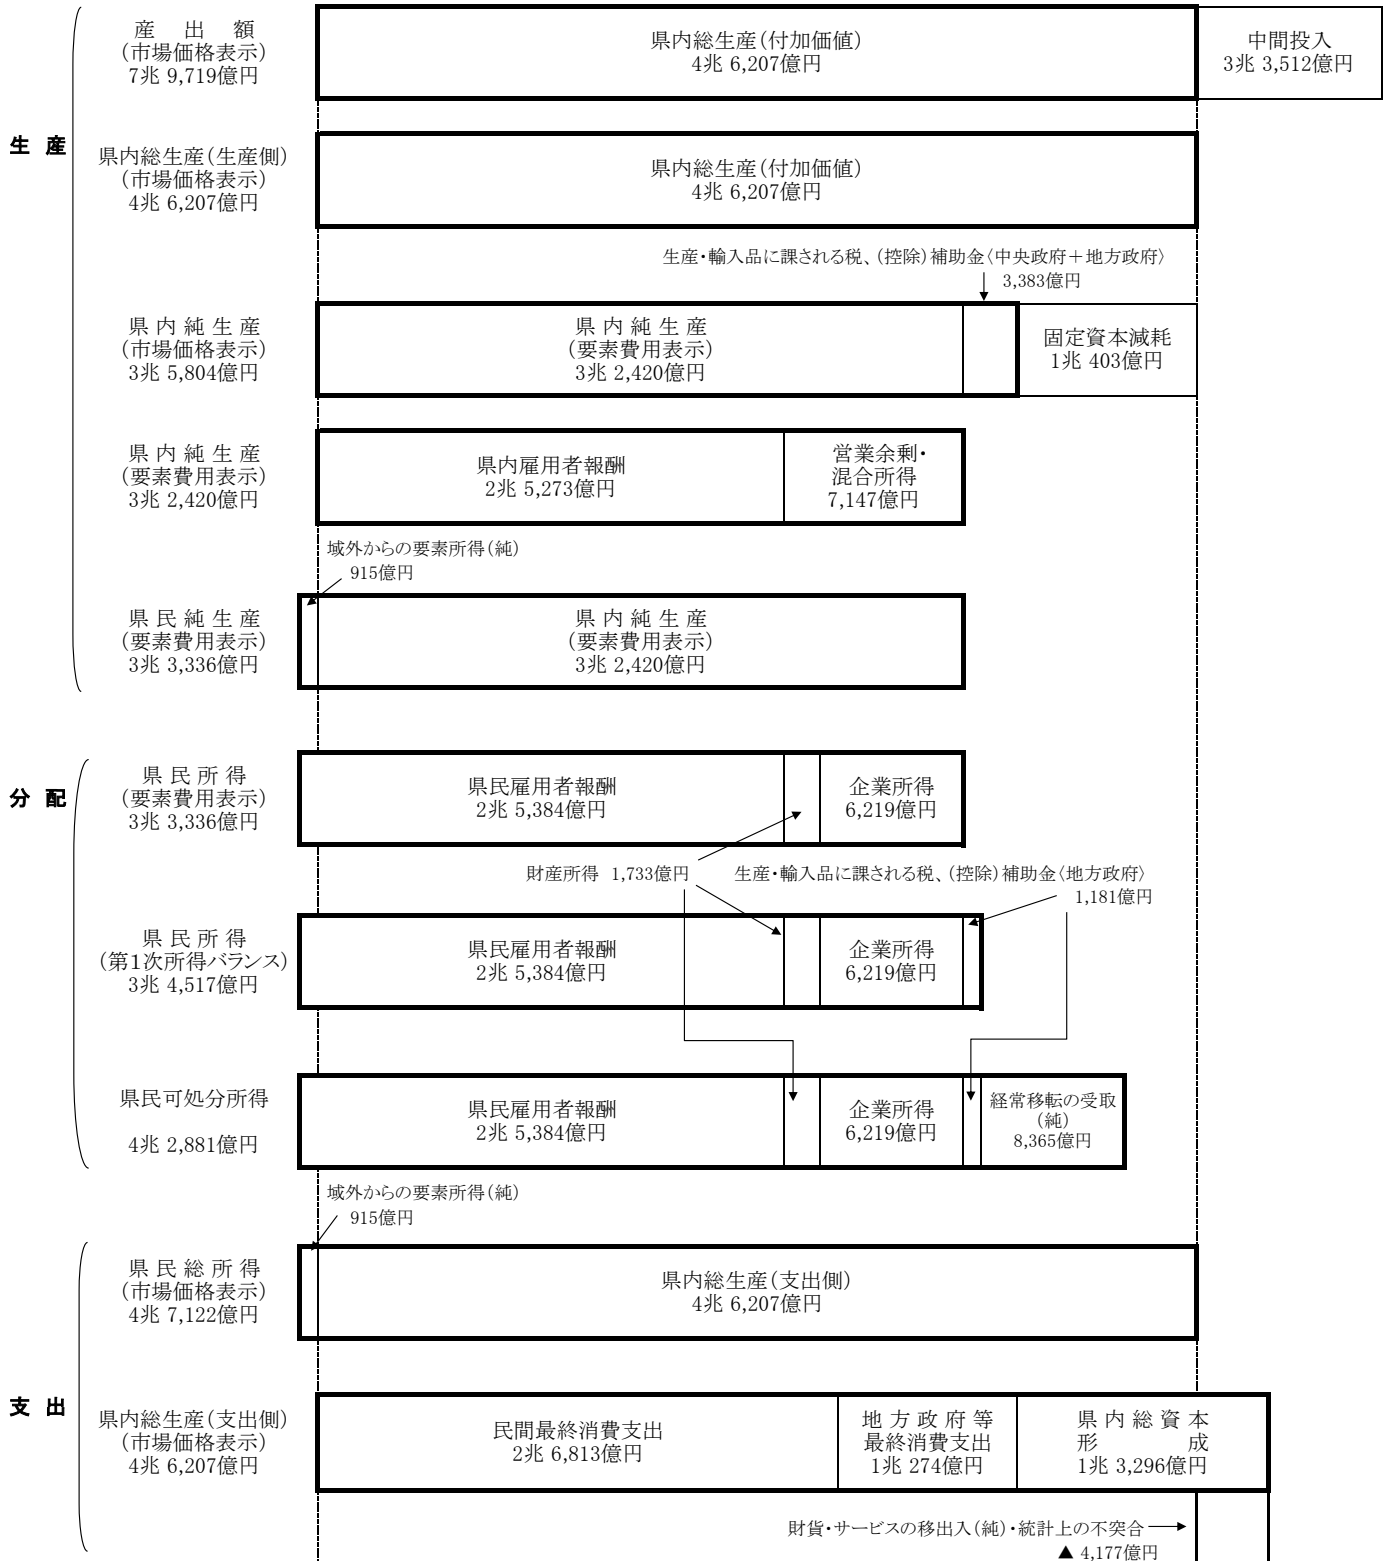 産 出 額
(市場価格表示)
7兆 9,719億円
県内総生産(付加価値)
4兆 6,207億円
中間投入
3兆 3,512億円
生 産
県内総生産(生産側)
(市場価格表示)
4兆 6,207億円
県内総生産(付加価値)
4兆 6,207億円
生産・輸入品に課される税、(控除)補助金〈中央政府+地方政府〉
3,383億円
県 内 純 生 産
(市場価格表示)
3兆 5,804億円
県 内 純 生 産
(要素費用表示)
3兆 2,420億円
固定資本減耗
1兆 403億円
県 内 純 生 産
(要素費用表示)
3兆 2,420億円
県内雇用者報酬
2兆 5,273億円
営業余剰・
混合所得
7,147億円
域外からの要素所得(純)
915億円
県 民 純 生 産
(要素費用表示)
3兆 3,336億円
県 内 純 生 産
(要素費用表示)
3兆 2,420億円
分 配
県 民 所 得
(要素費用表示)
3兆 3,336億円
県民雇用者報酬
2兆 5,384億円
企業所得
6,219億円
財産所得 1,733億円
生産・輸入品に課される税、(控除)補助金〈地方政府〉
1,181億円
県 民 所 得
(第1次所得バランス)
3兆 4,517億円
県民雇用者報酬
2兆 5,384億円
企業所得
6,219億円
県民可処分所得
4兆 2,881億円
県民雇用者報酬
2兆 5,384億円
企業所得
6,219億円
経常移転の受取
(純)
8,365億円
域外からの要素所得(純)
915億円
県 民 総 所 得
(市場価格表示)
4兆 7,122億円
県内総生産(支出側)
4兆 6,207億円
支 出
県内総生産(支出側)
(市場価格表示)
4兆 6,207億円
民間最終消費支出
2兆 6,813億円
地 方 政 府 等
最終消費支出
1兆 274億円
県 内 総 資 本
形 成
1兆 3,296億円
財貨・サービスの移出入(純)・統計上の不突合
▲ 4,177億円